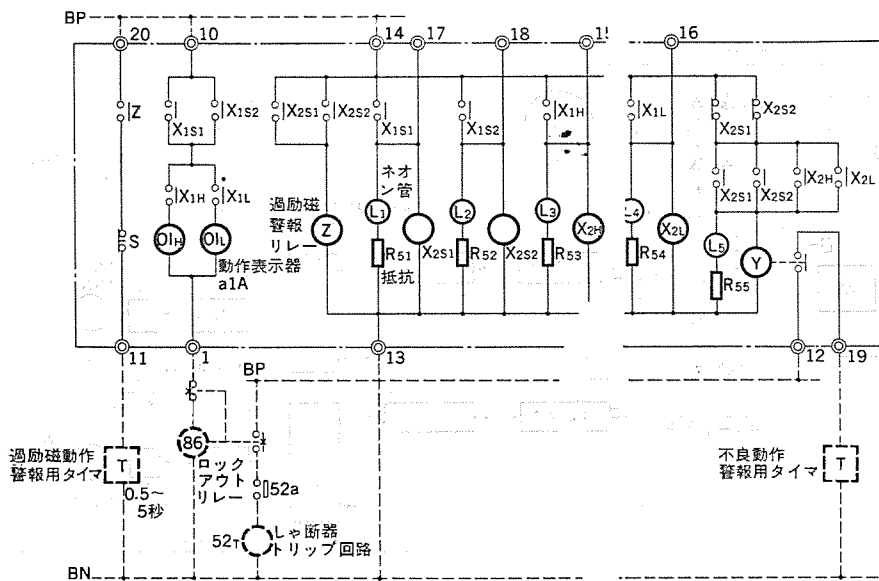 BP
20
10
14
17
18
15
16
Z
X1S1
X1S2
X2S1
X2S2
X1S1
X1S2
X1H
X1L
X2S1
X2S2
X1H
X1L
X2S1
X2S2
X2H
X2L
ネオ
ン管
過励磁
警報
リレー
Z
L1
L2
X2S1
X2S2
L3
X2H
L4
X2L
L5
Y
S
OIH
OIL
動作表示器
a1A
R51
抵抗
R52
R53
R54
R55
11
1
13
12
19
BP
過励磁動作
警報用タイマ
T
0.5~
5秒
86
ロック
アウト
リレー
52a
52T
しゃ断器
トリップ回路
不良動作
警報用タイマ
T
BN